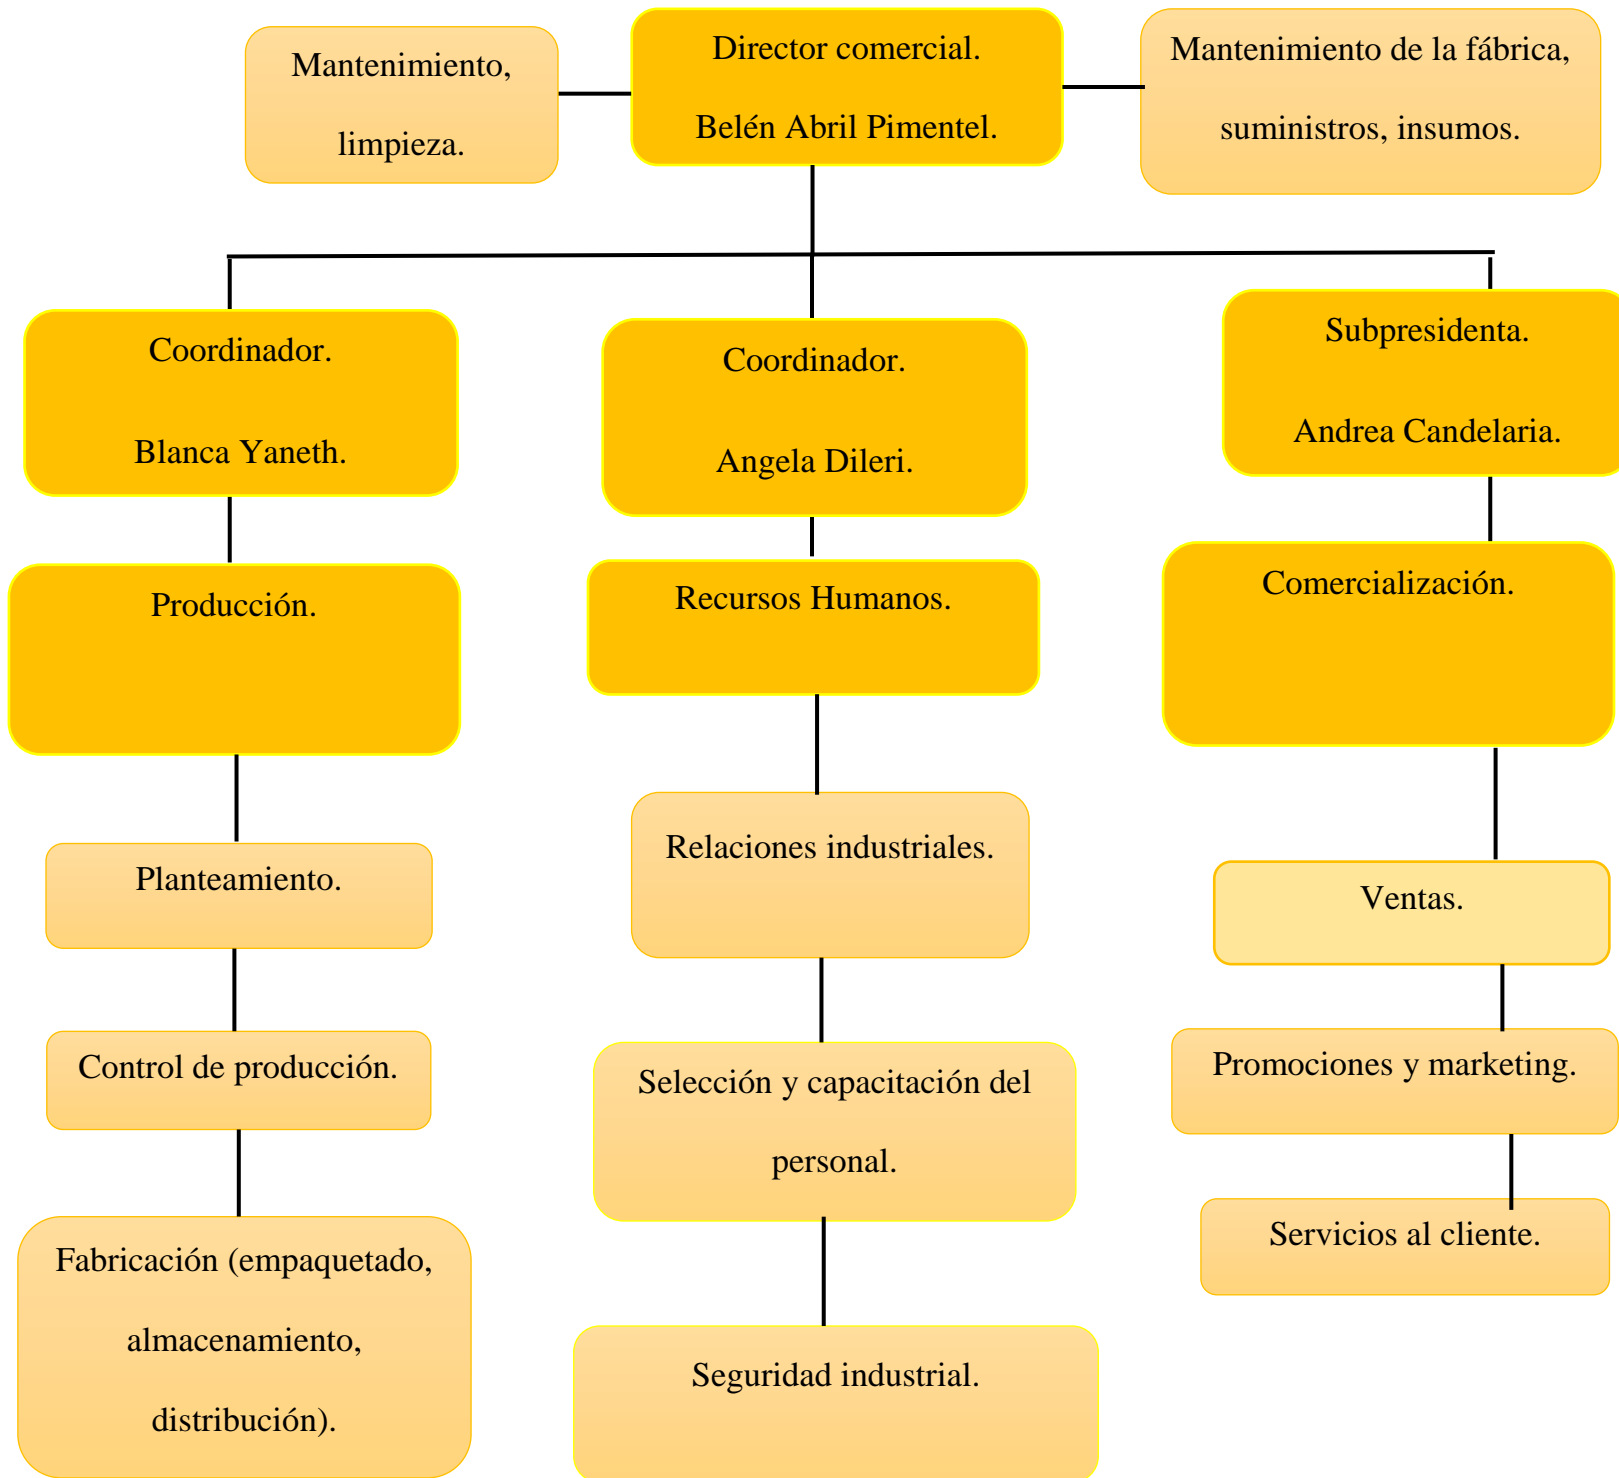 Mantenimiento,
limpieza.
Director comercial.
Belén Abril Pimentel.
Mantenimiento de la fábrica,
suministros, insumos.
Coordinador.
Blanca Yaneth.
Coordinador.
Angela Dileri.
Subpresidenta.
Andrea Candelaria.
Producción.
Recursos Humanos.
Comercialización.
Planteamiento.
Relaciones industriales.
Ventas.
Control de producción.
Selección y capacitación del
personal.
Promociones y marketing.
Fabricación (empaquetado,
almacenamiento,
distribución).
Seguridad industrial.
Servicios al cliente.